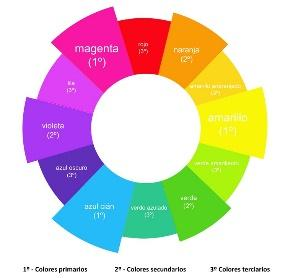 magenta
(1º)
rojo
(3º)
naranja
(2º)
amarillo anaranjado
(3º)
amarillo
(1º)
verde amarillento
(3º)
verde
(2º)
verde azulado
(3º)
azul cián
(1º)
azul oscuro
(3º)
violeta
(2º)
lila
(3º)
1º - Colores primarios 2º - Colores secundarios 3º Colores terciarios